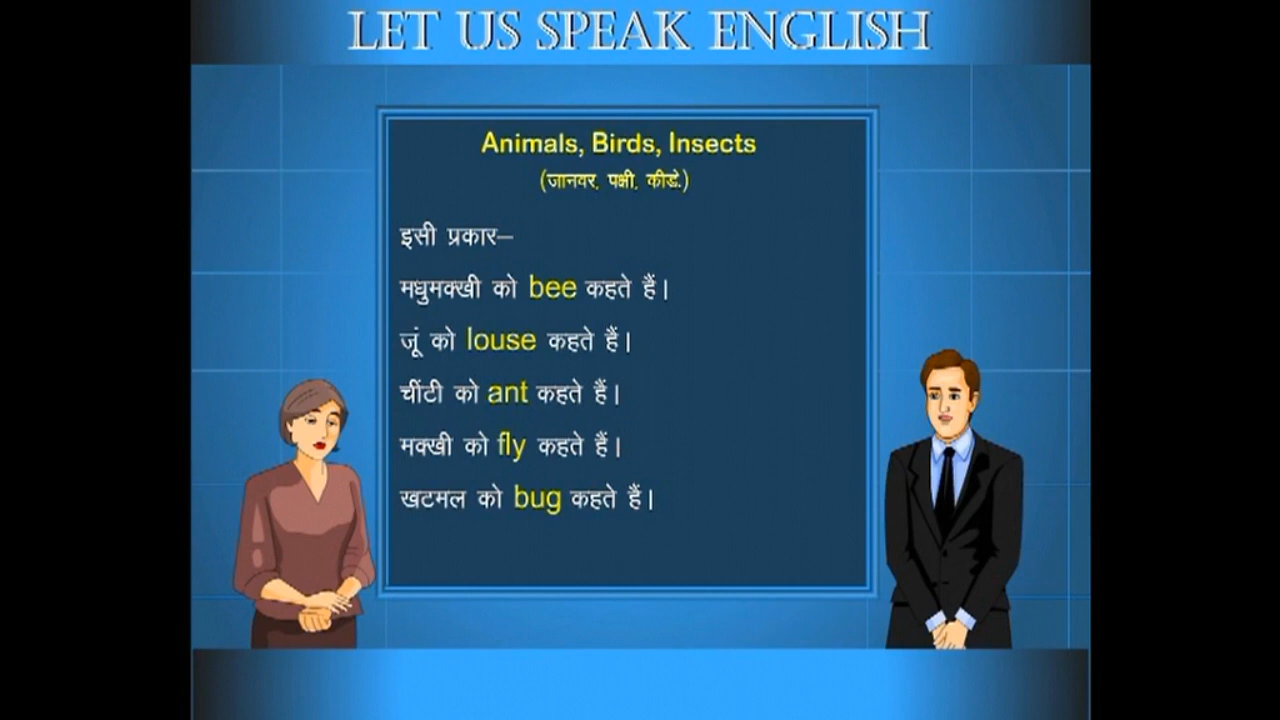 LET US SPEAK ENGLISH
Animals, Birds, Insects
(जानवर, पक्षी, कीड़े)
इसी प्रकार–
मधुमक्खी को bee कहते हैं।
जूं को louse कहते हैं।
चींटी को ant कहते हैं।
मक्खी को fly कहते हैं।
खटमल को bug कहते हैं।